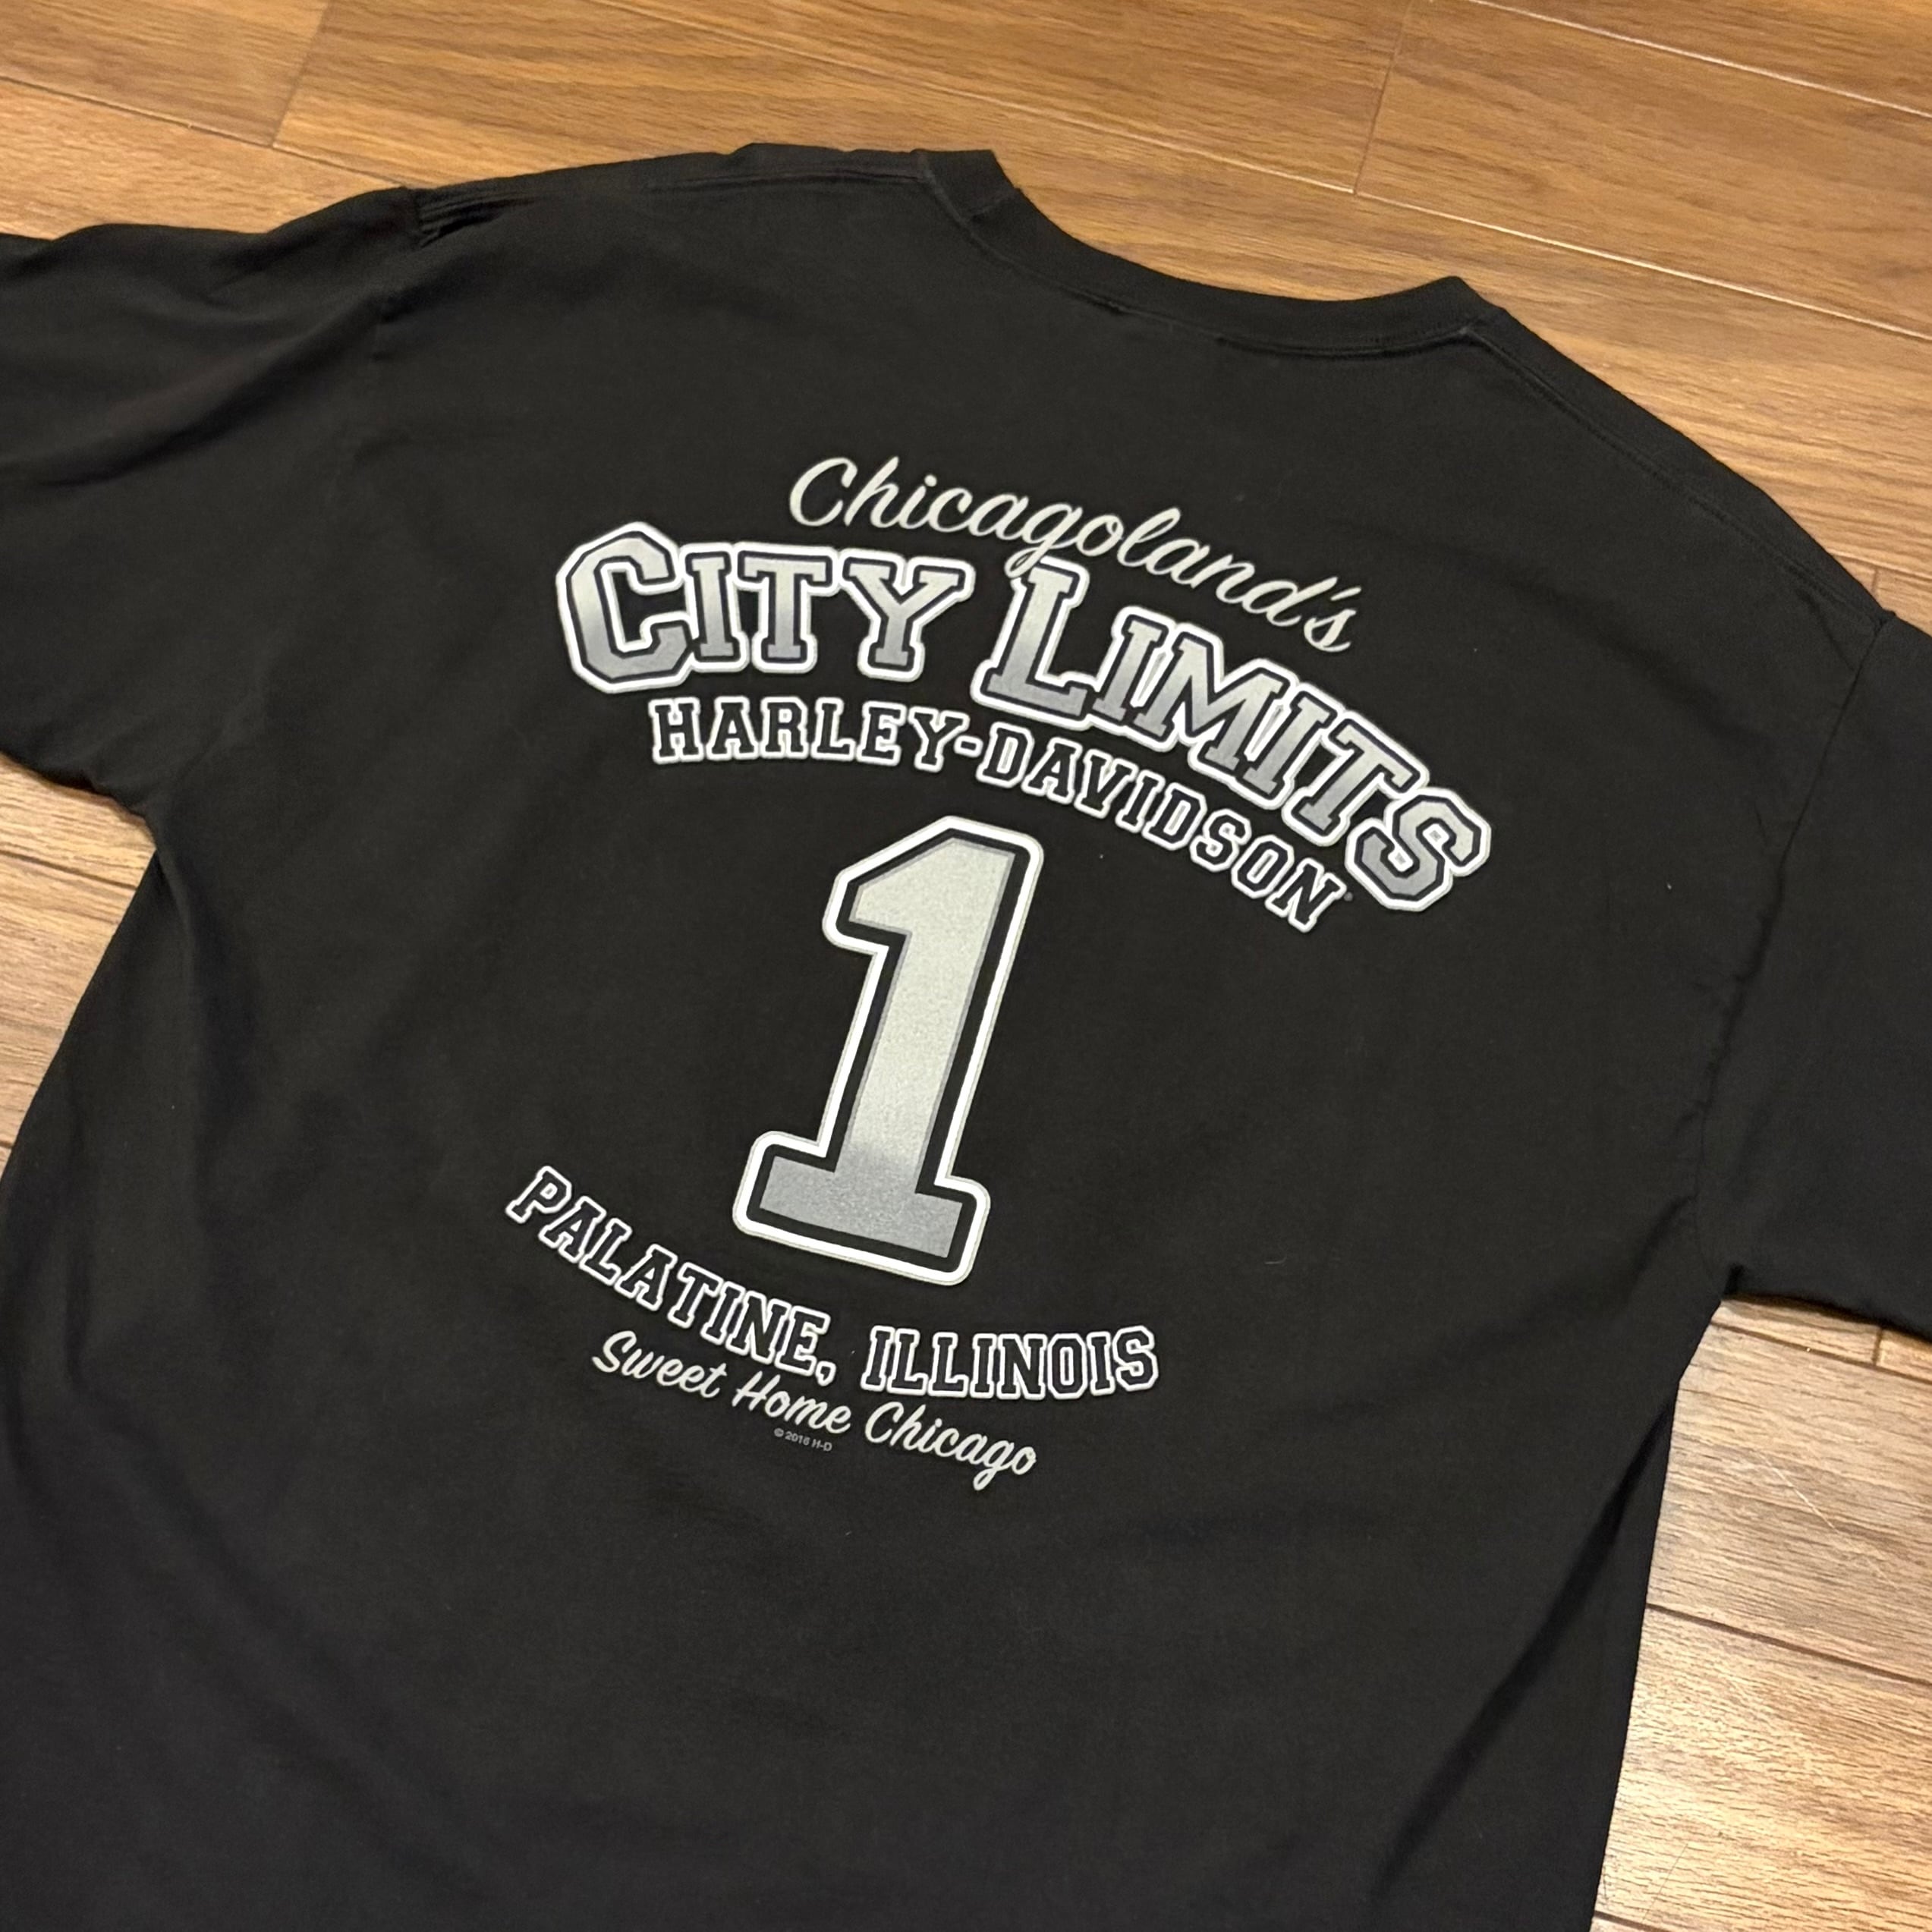 Chicagoland's
CITY LIMITS
HARLEY-DAVIDSON
1
PALATINE, ILLINOIS
Sweet Home Chicago
© 2016 H-D